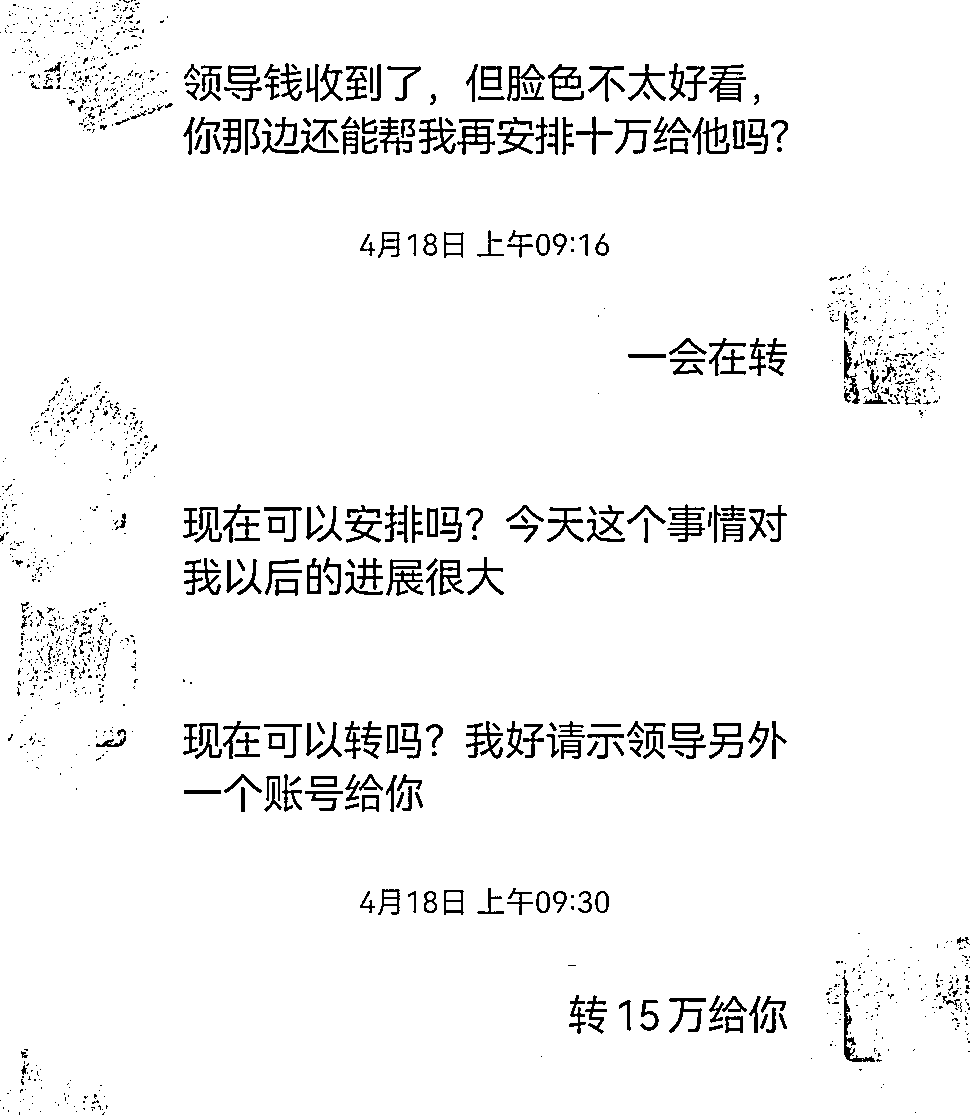 领导钱收到了，但脸色不太好看，
你那边还能帮我再安排十万给他吗？
4月18日 上午09:16
一会在转
现在可以安排吗？今天这个事情对
我以后的进展很大
现在可以转吗？我好请示领导另外
一个账号给你
4月18日 上午09:30
转15万给你